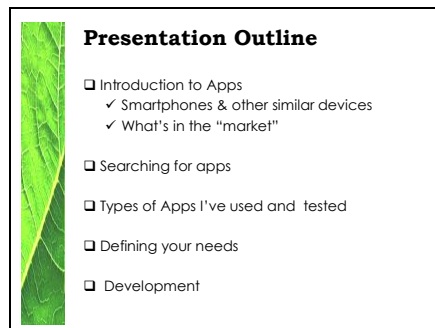 Presentation Outline
❑ Introduction to Apps
✓ Smartphones & other similar devices
✓ What's in the “market”
❑ Searching for apps
❑ Types of Apps I've used and  tested
❑ Defining your needs
❑  Development